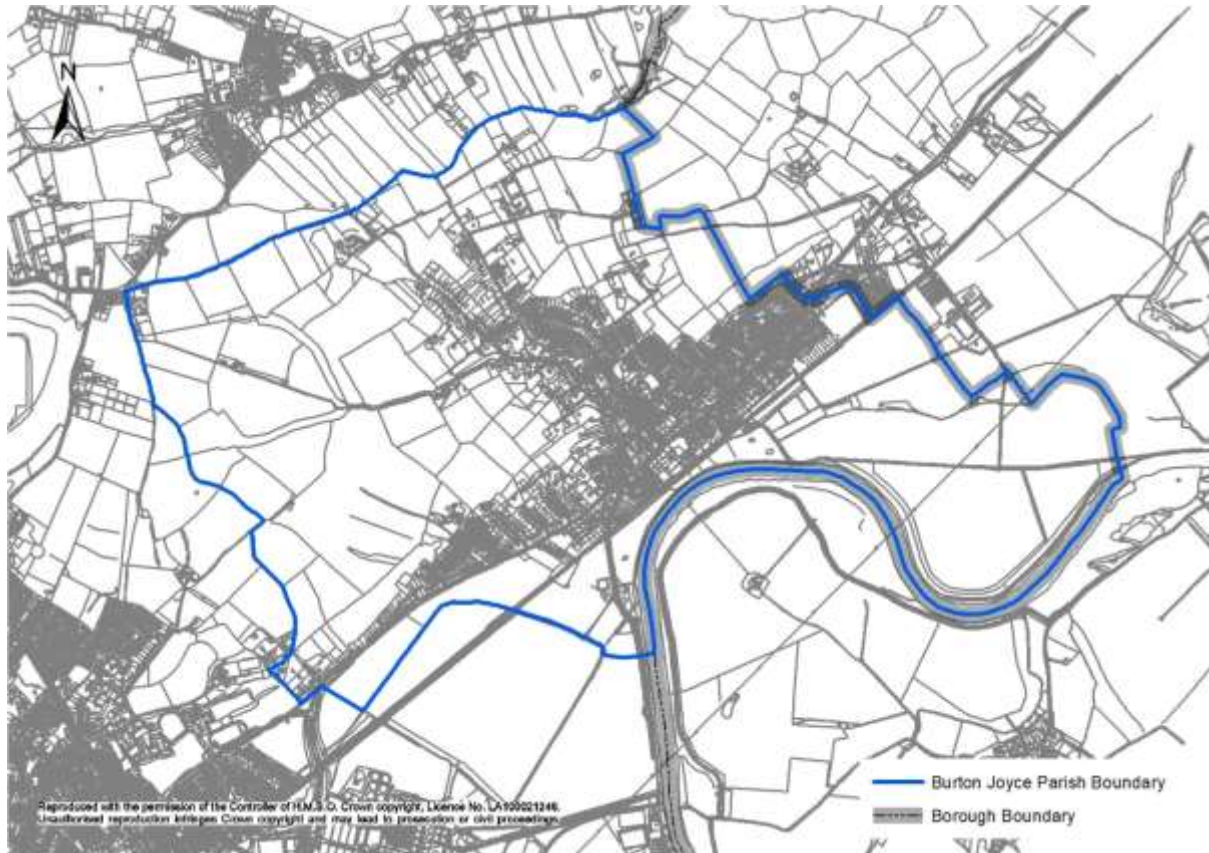 N
Burton Joyce Parish Boundary
Borough Boundary
Reproduced with the permission of the Controller of H.M.S.O. Crown copyright, Licence No. LA100021248.
Unauthorised reproduction infringes Crown copyright and may lead to prosecution or civil proceedings.